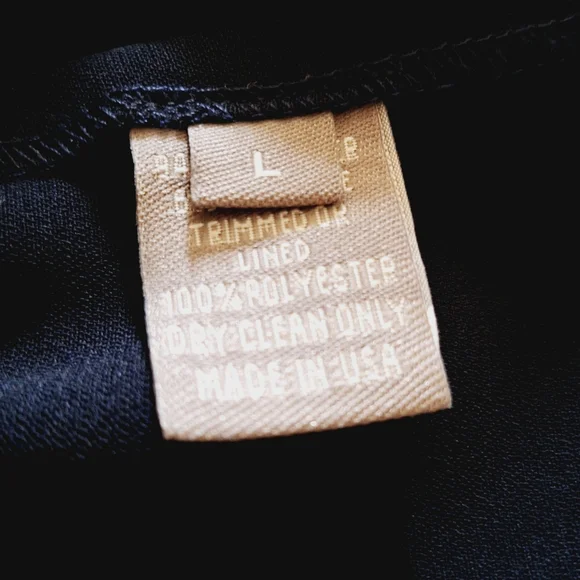 L
TRIMMED OR
LINED
100% POLYESTER
DRY CLEAN ONLY
MADE IN USA